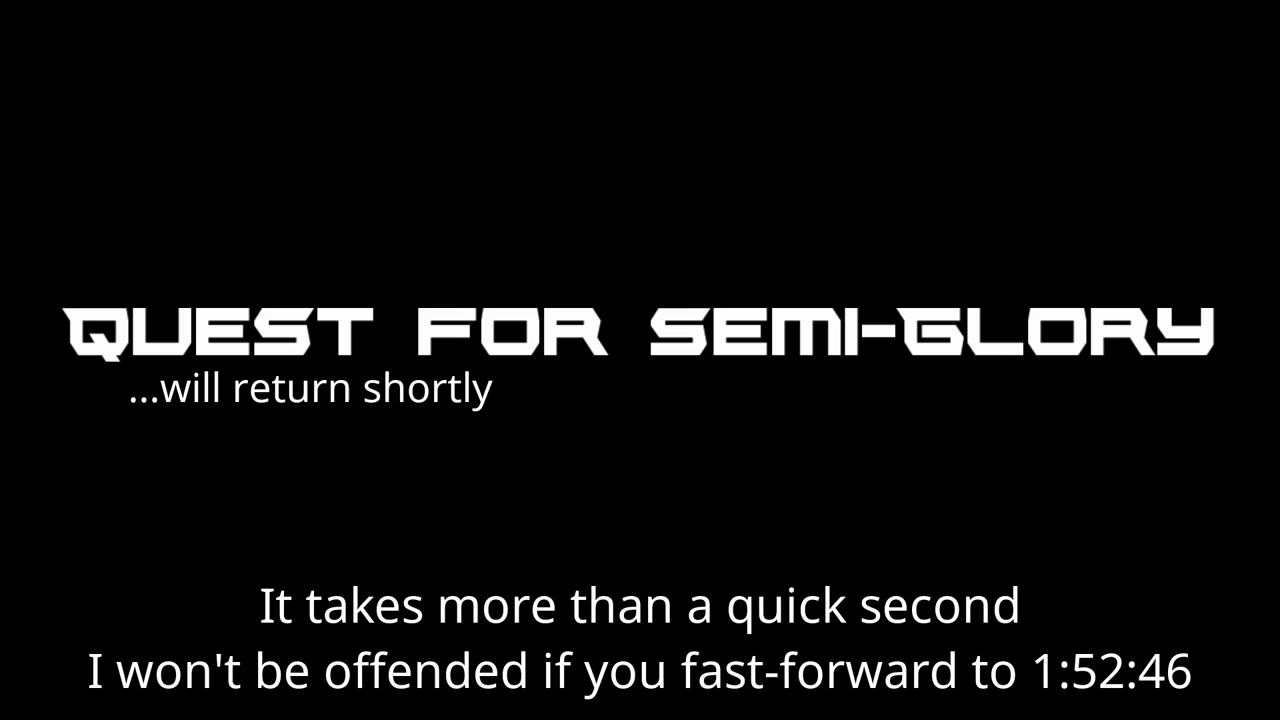 QUEST FOR SEMI-GLORY
...will return shortly
It takes more than a quick second
I won't be offended if you fast-forward to 1:52:46